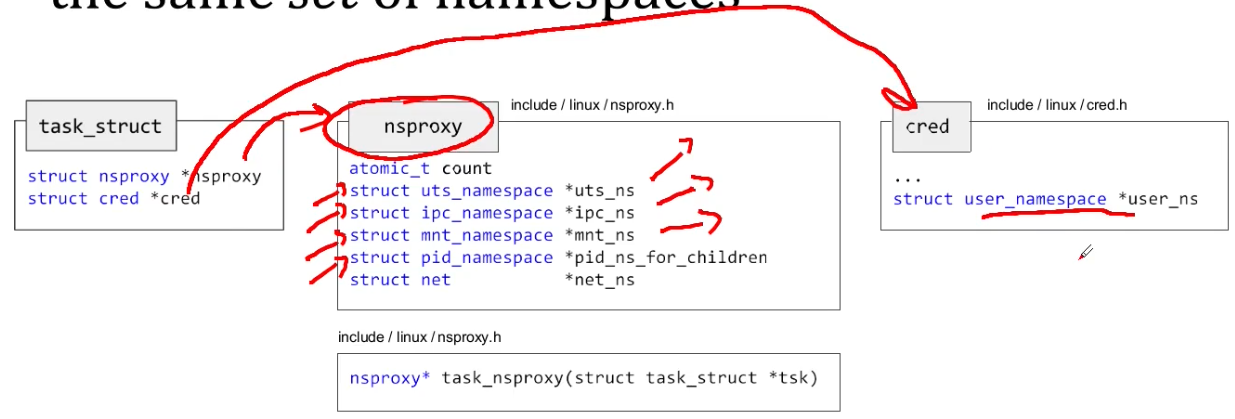 the same set of namespaces
task_struct
struct nsproxy *nsproxy
struct cred *cred
nsproxy
include / linux / nsproxy.h
atomic_t count
struct uts_namespace *uts_ns
struct ipc_namespace *ipc_ns
struct mnt_namespace *mnt_ns
struct pid_namespace *pid_ns_for_children
struct net *net_ns
include / linux / nsproxy.h
nsproxy* task_nsproxy(struct task_struct *tsk)
cred
include / linux / cred.h
...
struct user_namespace *user_ns